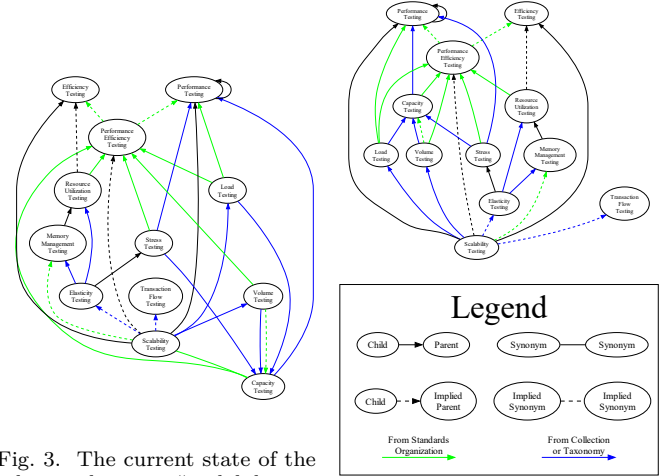 Efficiency
Testing
Performance
Testing
Performance
Efficiency
Testing
Resource
Utilization
Testing
Load
Testing
Memory
Management
Testing
Stress
Testing
Elasticity
Testing
Transaction
Flow
Testing
Volume
Testing
Scalability
Testing
Capacity
Testing
Fig. 3. The current state of the
Performance
Testing
Efficiency
Testing
Performance
Efficiency
Testing
Capacity
Testing
Resource
Utilization
Testing
Load
Testing
Volume
Testing
Stress
Testing
Memory
Management
Testing
Elasticity
Testing
Transaction
Flow
Testing
Scalability
Testing
Legend
Child
Parent
Synonym
Synonym
Child
Implied
Parent
Implied
Synonym
Implied
Synonym
From Standards
Organization
From Collection
or Taxonomy